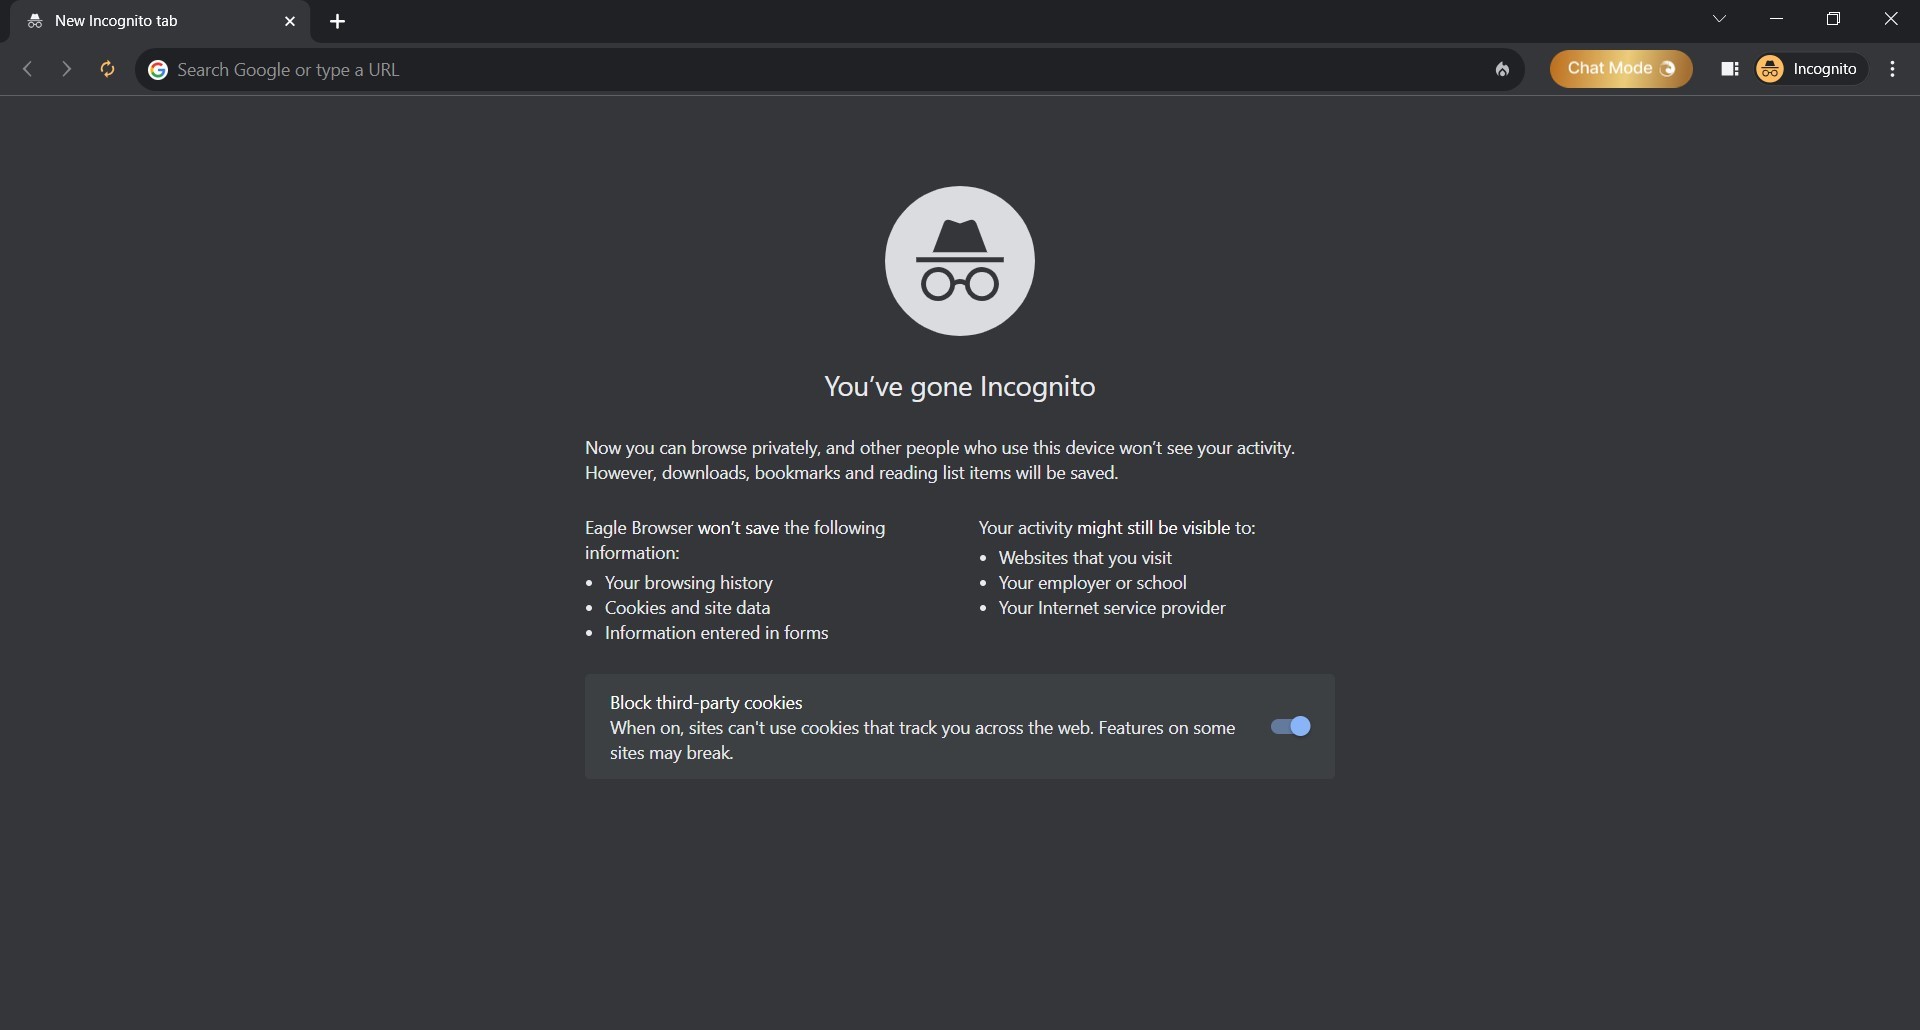 New Incognito tab
Search Google or type a URL
Chat Mode
Incognito
You've gone Incognito
Now you can browse privately, and other people who use this device won't see your activity.
However, downloads, bookmarks and reading list items will be saved.
Eagle Browser won't save the following
information:
• Your browsing history
• Cookies and site data
• Information entered in forms
Your activity might still be visible to:
• Websites that you visit
• Your employer or school
• Your Internet service provider
Block third-party cookies
When on, sites can't use cookies that track you across the web. Features on some
sites may break.